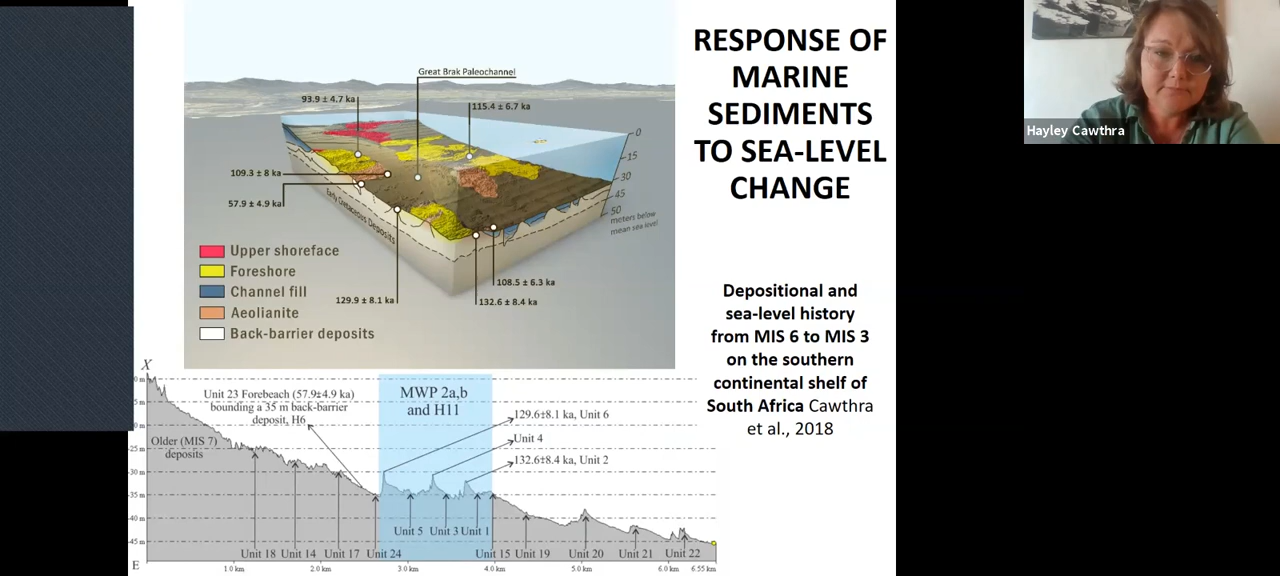 RESPONSE OF
MARINE
SEDIMENTS
TO SEA-LEVEL
CHANGE
Hayley Cawthra
Great Brak Paleochannel
93.9 ± 4.7 ka
115.4 ± 6.7 ka
0
15
30
45
50
meters below
mean sea level
109.3 ± 8 ka
57.9 ± 4.9 ka
Early Cretaceous Deposits
Upper shoreface
Foreshore
Channel fill
Aeolianite
Back-barrier deposits
108.5 ± 6.3 ka
129.9 ± 8.1 ka
132.6 ± 8.4 ka
Depositional and
sea-level history
from MIS 6 to MIS 3
on the southern
continental shelf of
South Africa Cawthra
et al., 2018
X
0 m
Unit 23 Forebeach (57.9±4.9 ka)
bounding a 35 m back-barrier
deposit, H6
MWP 2a,b
and H11
129.6±8.1 ka, Unit 6
Unit 4
132.6±8.4 ka, Unit 2
Older (MIS 7)
deposits
-25 m
-30 m
-35 m
-40 m
-45 m
Unit 5
Unit 3
Unit 1
Unit 18
Unit 14
Unit 17
Unit 24
Unit 15
Unit 19
Unit 20
Unit 21
Unit 22
E
1.0 km
2.0 km
3.0 km
4.0 km
5.0 km
6.0 km
6.55 km